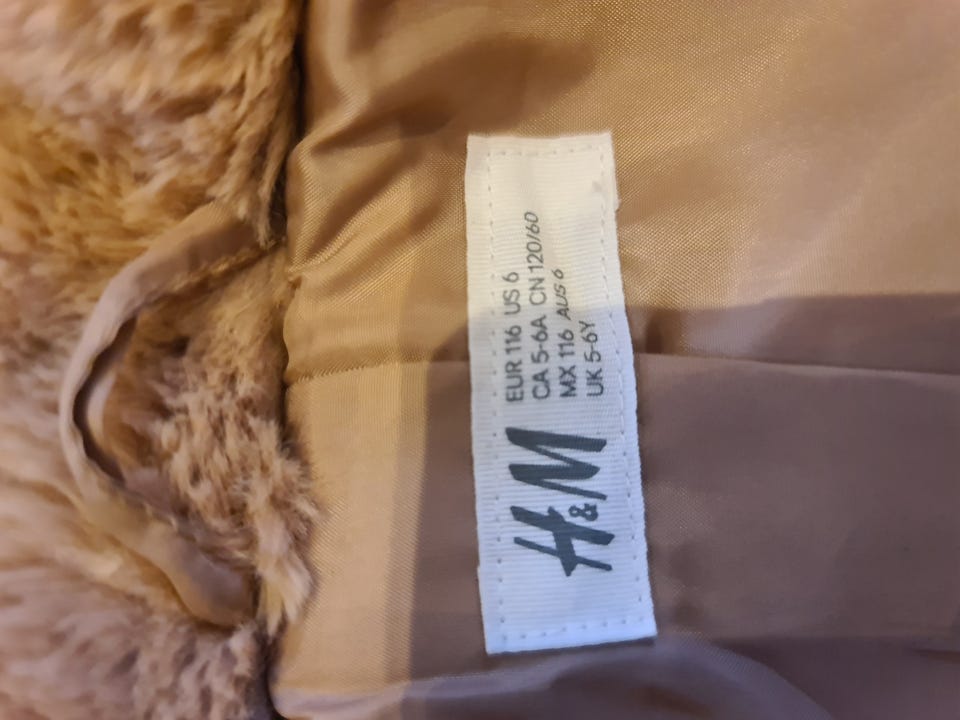 H&M
EUR 116 US 6
CA 5-6A CN 120/60
MX 116 AUS 6
UK 5-6Y